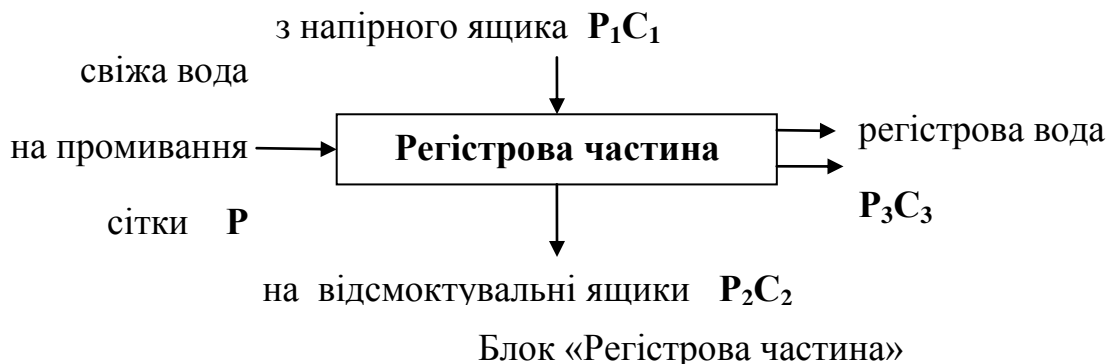 з напірного ящика P₁C₁
свіжа вода
на промивання
сітки P
Регістрова частина
регістрова вода
P₃C₃
на відсмоктувальні ящики P₂C₂
Блок «Регістрова частина»